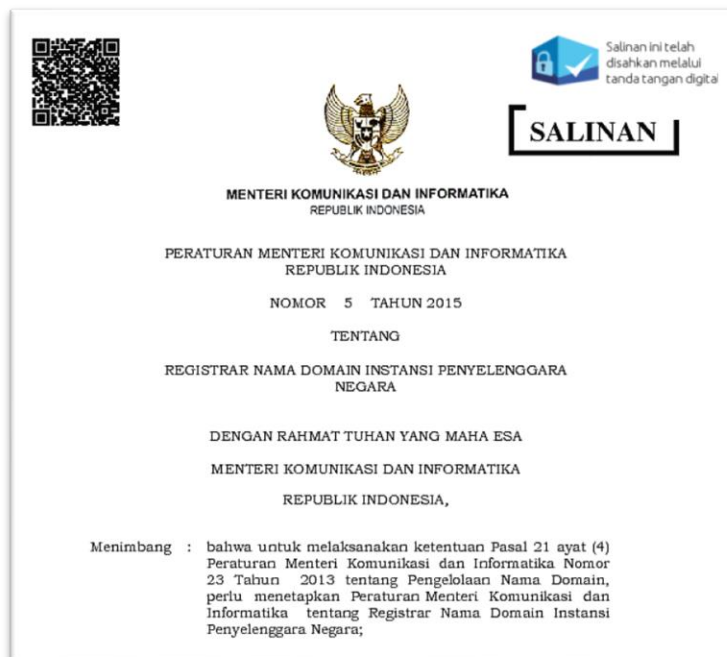 Salinan ini telah
disahkan melalui
tanda tangan digital
SALINAN
MENTERI KOMUNIKASI DAN INFORMATIKA
REPUBLIK INDONESIA
PERATURAN MENTERI KOMUNIKASI DAN INFORMATIKA
REPUBLIK INDONESIA
NOMOR 5 TAHUN 2015
TENTANG
REGISTRAR NAMA DOMAIN INSTANSI PENYELENGGARA
NEGARA
DENGAN RAHMAT TUHAN YANG MAHA ESA
MENTERI KOMUNIKASI DAN INFORMATIKA
REPUBLIK INDONESIA,
Menimbang : bahwa untuk melaksanakan ketentuan Pasal 21 ayat (4)
Peraturan Menteri Komunikasi dan Informatika Nomor
23 Tahun 2013 tentang Pengelolaan Nama Domain,
perlu menetapkan Peraturan Menteri Komunikasi dan
Informatika tentang Registrar Nama Domain Instansi
Penyelenggara Negara;